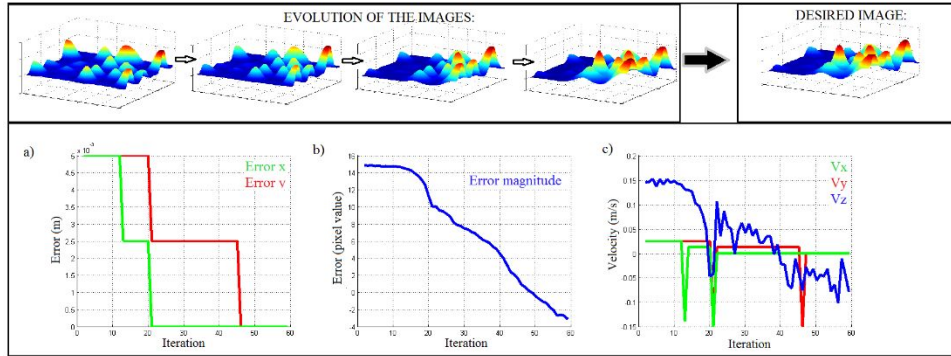 EVOLUTION OF THE IMAGES:
DESIRED IMAGE:
a)
x 10⁻³
Error x
Error v
5
4.5
4
3.5
3
2.5
2
1.5
1
0.5
0
0 10 20 30 40 50 60
Error (m)
Iteration
b)
Error magnitude
16
14
12
10
8
6
4
2
0
-2
-4
0 10 20 30 40 50 60
Error (pixel value)
Iteration
c)
Vx
Vy
Vz
0.2
0.15
0.1
0.05
0
-0.05
0.1
-0.15
0 10 20 30 40 50 60
Velocity (m/s)
Iteration